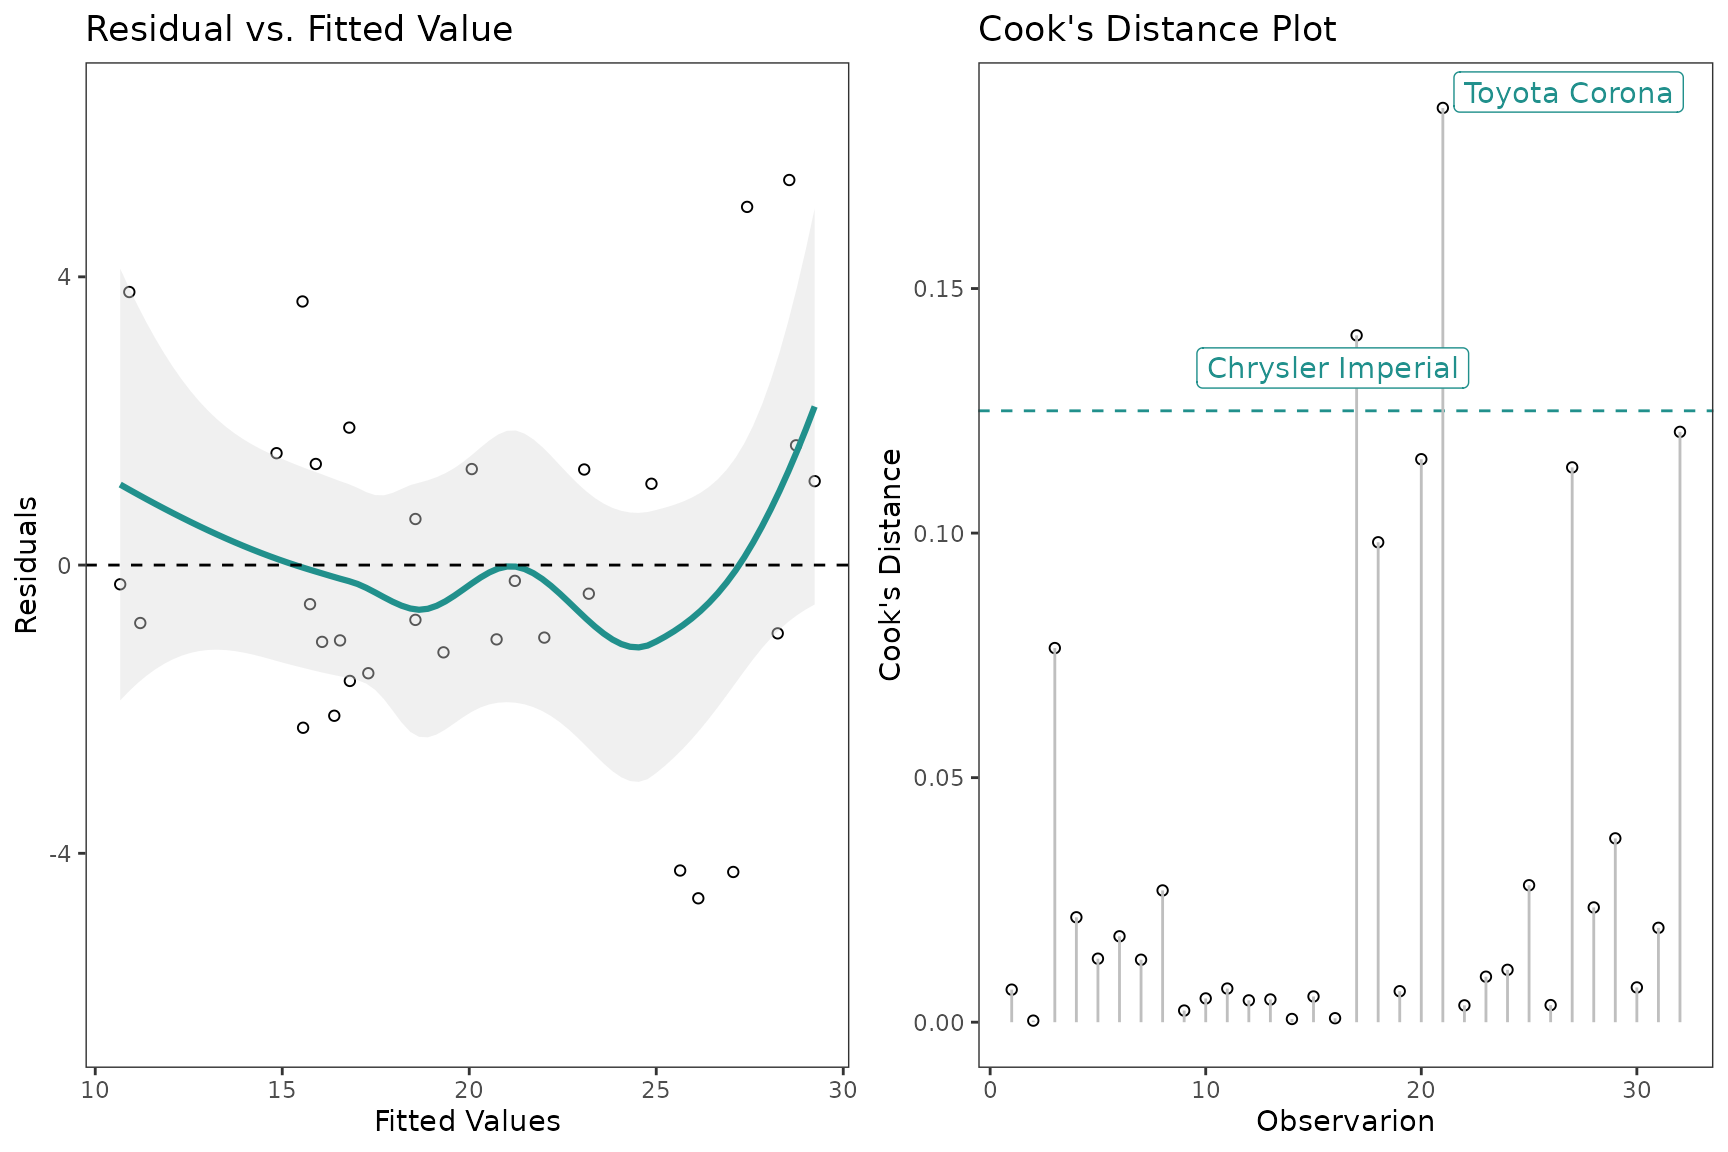 Residual vs. Fitted Value
4
0
-4
Residuals
10 15 20 25 30
Fitted Values
Cook's Distance Plot
Toyota Corona
Chrysler Imperial
0.15
0.10
0.05
0.00
Cook's Distance
0 10 20 30
Observarion